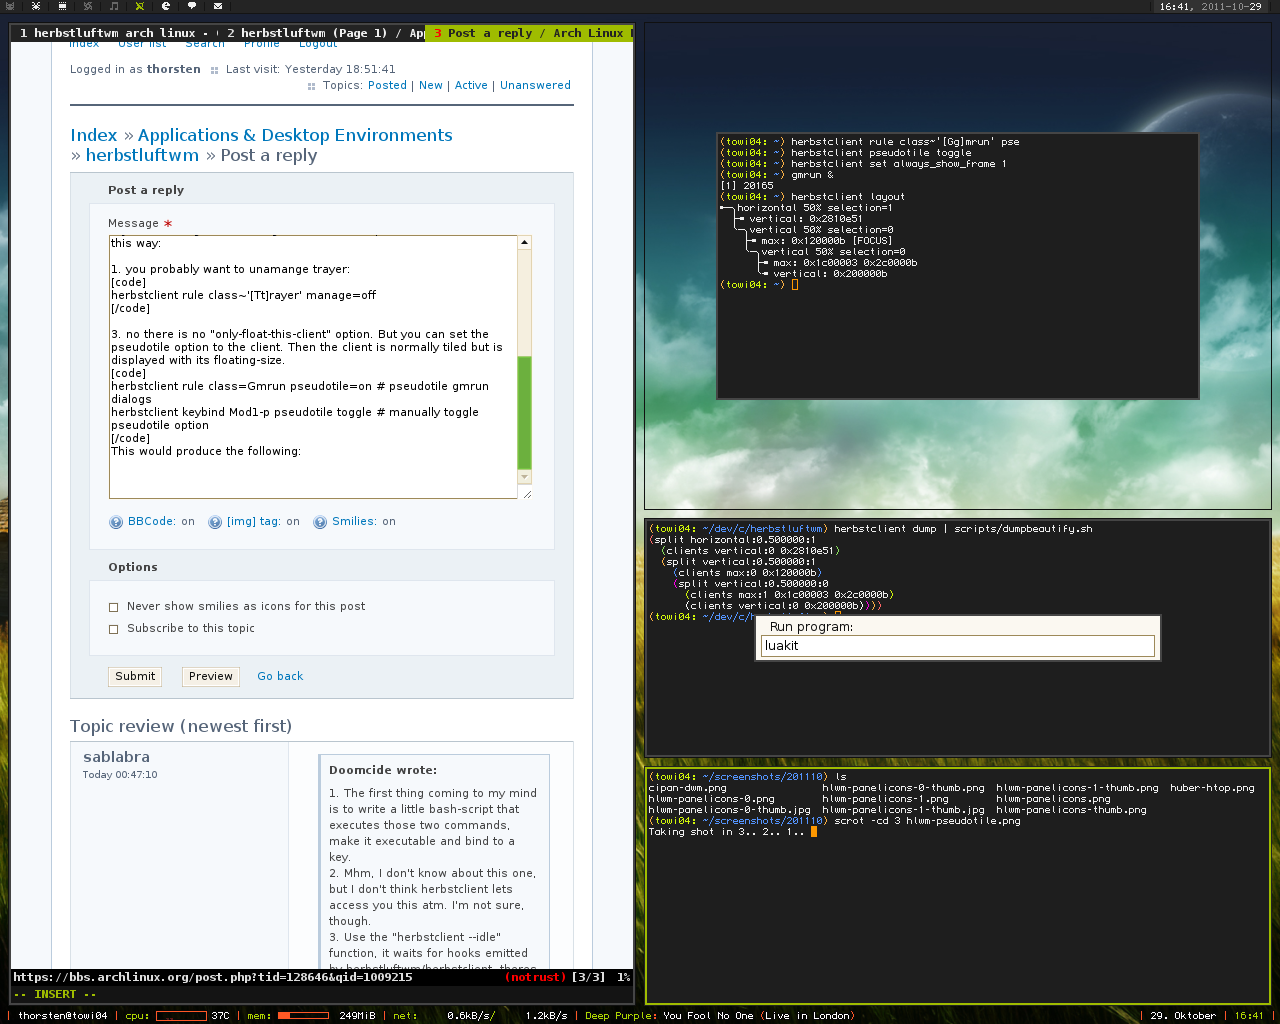 16:41, 2011-10-29
1 herbstluftwm arch linux - 2 herbstluftwm (Page 1) / Ap 3 Post a reply / Arch Linux
Index User list Search Profile Logout
Logged in as thorsten Last visit: Yesterday 18:51:41
Topics: Posted | New | Active | Unanswered
Index » Applications & Desktop Environments
» herbstluftwm » Post a reply
Post a reply
Message *
this way:
1. you probably want to unamange trayer:
[code]
herbstclient rule class~'[Tt]rayer' manage=off
[/code]
3. no there is no "only-float-this-client" option. But you can set the
pseudotile option to the client. Then the client is normally tiled but is
displayed with its floating-size.
[code]
herbstclient rule class=Gmrun pseudotile=on # pseudotile gmrun
dialogs
herbstclient keybind Mod1-p pseudotile toggle # manually toggle
pseudotile option
[/code]
This would produce the following:
BBCode: on [img] tag: on Smilies: on
Options
Never show smilies as icons for this post
Subscribe to this topic
Submit Preview Go back
Topic review (newest first)
sablabra
Today 00:47:10
Doomcide wrote:
1. The first thing coming to my mind
is to write a little bash-script that
executes those two commands,
make it executable and bind to a
key.
2. Mhm, I don't know about this one,
but I don't think herbstclient lets
access you this atm. I'm not sure,
though.
3. Use the "herbstclient --idle"
function, it waits for hooks emitted
by herbstluftwm/herbstclient, theres
https://bbs.archlinux.org/post.php?tid=128646&qid=1009215 (notrust) [3/3] 1%
-- INSERT --
(towi04: ~) herbstclient rule class~'[Gg]mrun' pse
(towi04: ~) herbstclient pseudotile toggle
(towi04: ~) herbstclient set always_show_frame 1
(towi04: ~) gmrun &
[1] 20165
(towi04: ~) herbstclient layout
horizontal 50% selection=1
vertical: 0x2810e51
vertical 50% selection=0
max: 0x120000b [FOCUS]
vertical 50% selection=0
max: 0x1c00003 0x2c0000b
vertical: 0x200000b
(towi04: ~)
(towi04: ~/dev/c/herbstluftwm) herbstclient dump | scripts/dumpbeautify.sh
(split horizontal:0.500000:1
(clients vertical:0 0x2810e51)
(split vertical:0.500000:1
(clients max:0 0x120000b)
(split vertical:0.500000:0
(clients max:1 0x1c00003 0x2c0000b)
(clients vertical:0 0x200000b))))
(towi04: ~/dev/c/h
Run program:
luakit
(towi04: ~/screenshots/201110) ls
cipan-dwm.png hlwm-panelicons-0-thumb.png hlwm-panelicons-1-thumb.png huber-htop.png
hlwm-panelicons-0.png hlwm-panelicons-1.png hlwm-panelicons.png
hlwm-panelicons-0-thumb.jpg hlwm-panelicons-1-thumb.jpg hlwm-panelicons-thumb.png
(towi04: ~/screenshots/201110) scrot -cd 3 hlwm-pseudotile.png
Taking shot in 3.. 2.. 1..
| thorsten@towi04 | cpu: 37C | mem: 249MiB | net: 0.6kB/s/ 1.2kB/s | Deep Purple: You Fool No One (Live in London) | 29. Oktober | 16:41 |